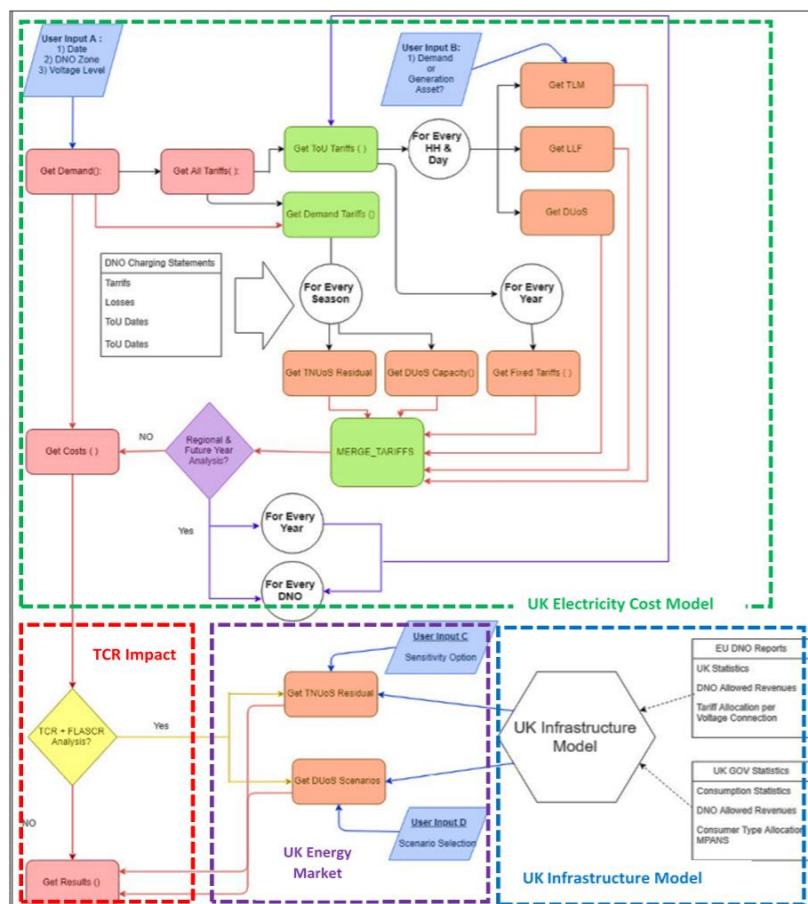 User Input A :
1) Date
2) DNO Zone
3) Voltage Level
User Input B:
1) Demand
or
Generation
Asset?
Get TLM
Get Demand():
Get All Tariffs( ):
Get ToU Tariffs ( )
For Every
HH &
Day
Get LLF
Get Demand Tariffs ()
Get DUoS
DNO Charging Statements
Tarrifs
Losses
ToU Dates
ToU Dates
For Every
Season
For Every
Year
Get TNUoS Residual
Get DUoS Capacity()
Get Fixed Tariffs ( )
Get Costs ( )
NO
Regional &
Future Year
Analysis?
MERGE_TARIFFS
Yes
For Every
Year
For Every
DNO
UK Electricity Cost Model
TCR Impact
TCR + FLASCR
Analysis?
Yes
NO
Get Results ()
User Input C
Sensitivity Option
Get TNUoS Residual
Get DUoS Scenarios
User Input D
Scenario Selection
UK Energy
Market
UK Infrastructure
Model
EU DNO Reports
UK Statistics
DNO Allowed Revenues
Tariff Allocation per
Voltage Connection
UK GOV Statistics
Consumption Statistics
DNO Allowed Revenues
Consumer Type Allocation
MPANS
UK Infrastructure Model